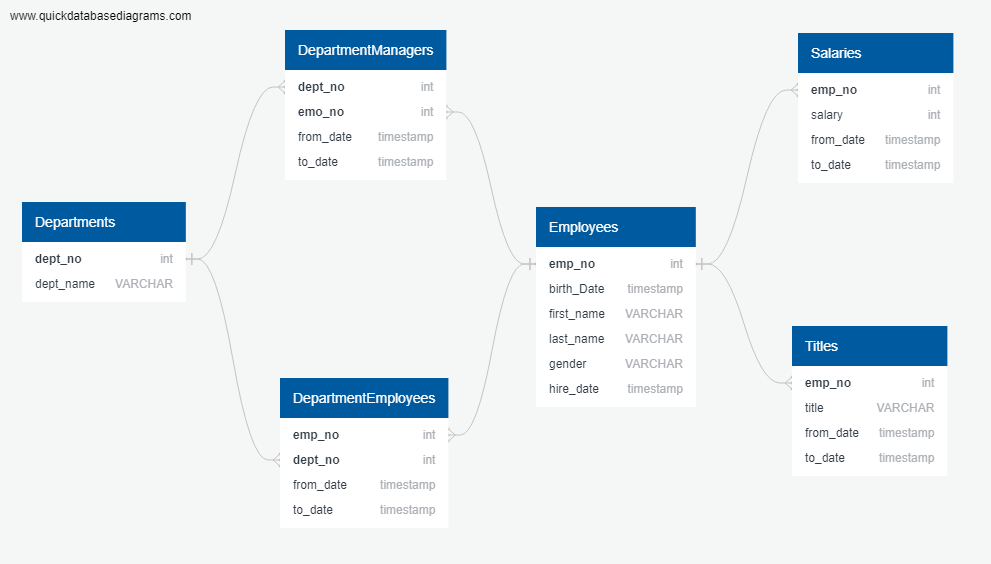 www.quickdatabasediagrams.com
DepartmentManagers
dept_no int
emo_no int
from_date timestamp
to_date timestamp
Salaries
emp_no int
salary int
from_date timestamp
to_date timestamp
Departments
dept_no int
dept_name VARCHAR
Employees
emp_no int
birth_Date timestamp
first_name VARCHAR
last_name VARCHAR
gender VARCHAR
hire_date timestamp
DepartmentEmployees
emp_no int
dept_no int
from_date timestamp
to_date timestamp
Titles
emp_no int
title VARCHAR
from_date timestamp
to_date timestamp